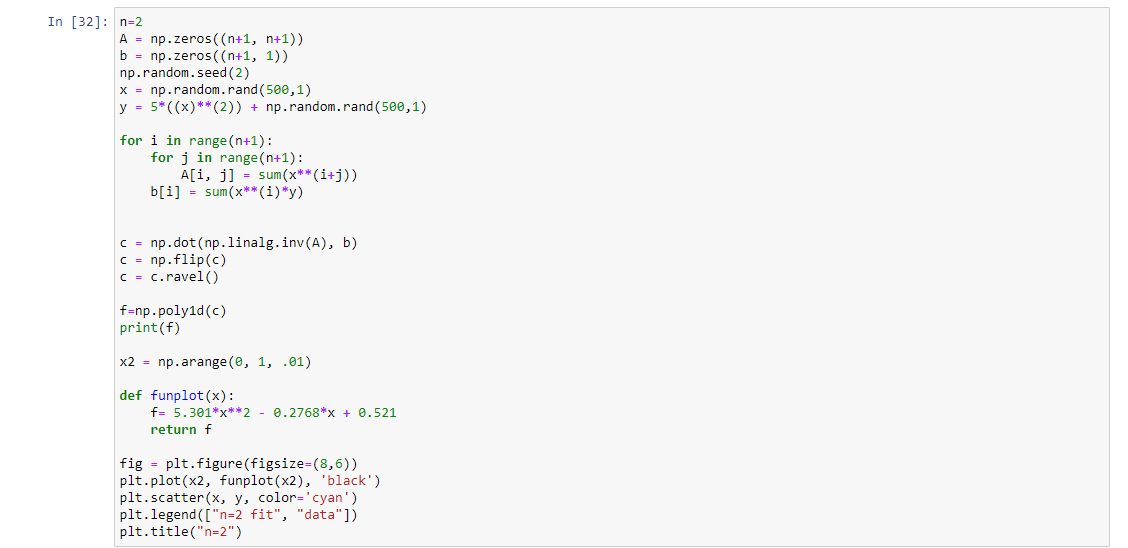 In [32]: n=2
A = np.zeros((n+1, n+1))
b = np.zeros((n+1, 1))
np.random.seed(2)
x = np.random.rand(500,1)
y = 5*((x)**(2)) + np.random.rand(500,1)
for i in range(n+1):
    for j in range(n+1):
        A[i, j] = sum(x**(i+j))
    b[i] = sum(x**(i)*y)
c = np.dot(np.linalg.inv(A), b)
c = np.flip(c)
c = c.ravel()
f=np.poly1d(c)
print(f)
x2 = np.arange(0, 1, .01)
def funplot(x):
    f= 5.301*x**2 - 0.2768*x + 0.521
    return f
fig = plt.figure(figsize=(8,6))
plt.plot(x2, funplot(x2), 'black')
plt.scatter(x, y, color='cyan')
plt.legend(["n=2 fit", "data"])
plt.title("n=2")